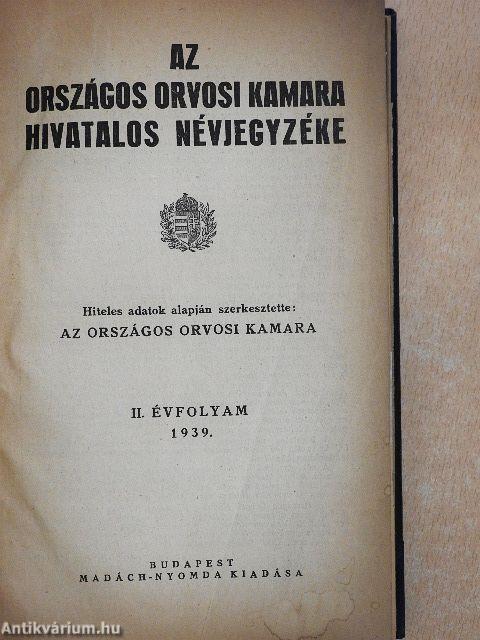 AZ
ORSZÁGOS ORVOSI KAMARA
HIVATALOS NÉVJEGYZÉKE
Hiteles adatok alapján szerkesztette:
AZ ORSZÁGOS ORVOSI KAMARA
II. ÉVFOLYAM
1939.
BUDAPEST
MADÁCH-NYOMDA KIADÁSA
Antikvárium.hu